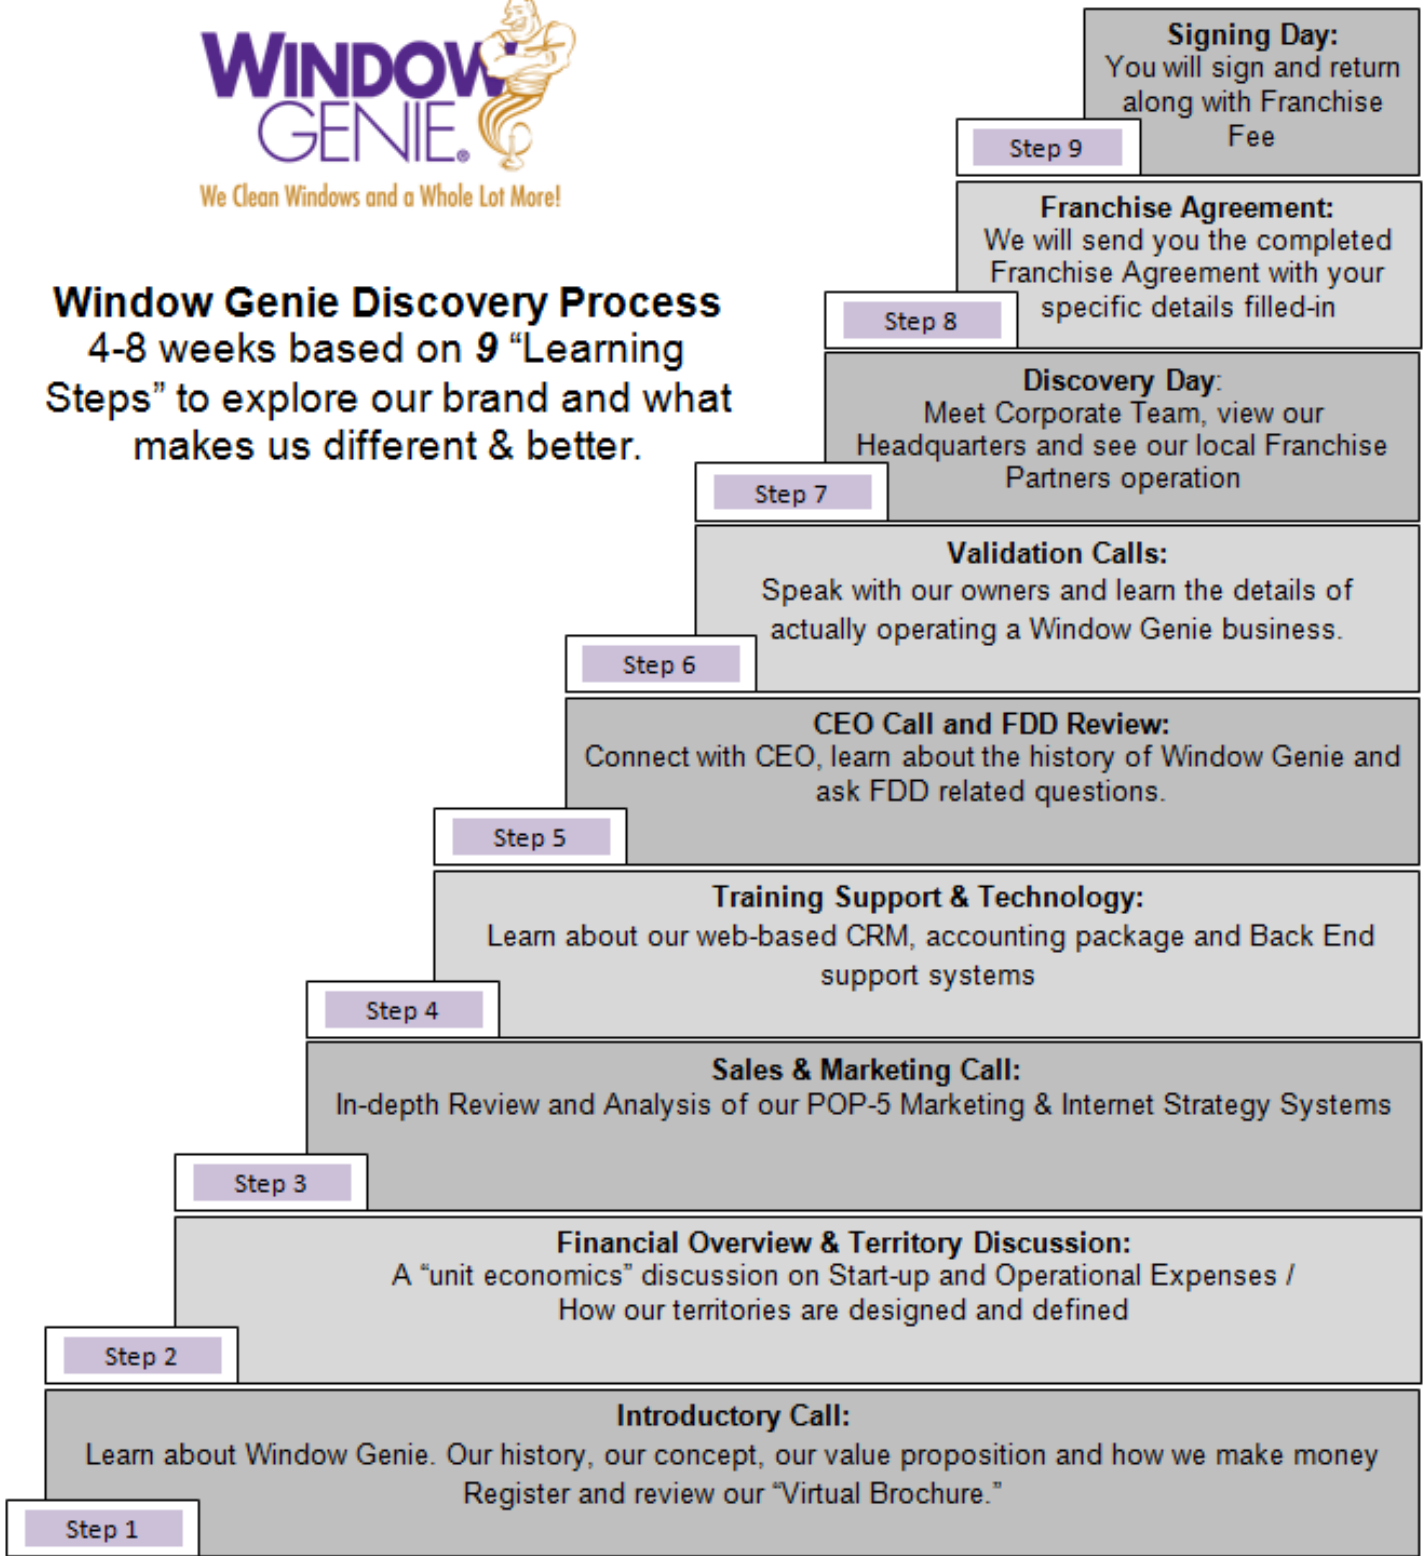 WINDOW
GENIE®
We Clean Windows and a Whole Lot More!
Window Genie Discovery Process
4-8 weeks based on 9 “Learning
Steps” to explore our brand and what
makes us different & better.
Signing Day:
You will sign and return
along with Franchise
Fee
Step 9
Franchise Agreement:
We will send you the completed
Franchise Agreement with your
specific details filled-in
Step 8
Discovery Day:
Meet Corporate Team, view our
Headquarters and see our local Franchise
Partners operation
Step 7
Validation Calls:
Speak with our owners and learn the details of
actually operating a Window Genie business.
Step 6
CEO Call and FDD Review:
Connect with CEO, learn about the history of Window Genie and
ask FDD related questions.
Step 5
Training Support & Technology:
Learn about our web-based CRM, accounting package and Back End
support systems
Step 4
Sales & Marketing Call:
In-depth Review and Analysis of our POP-5 Marketing & Internet Strategy Systems
Step 3
Financial Overview & Territory Discussion:
A “unit economics” discussion on Start-up and Operational Expenses /
How our territories are designed and defined
Step 2
Introductory Call:
Learn about Window Genie. Our history, our concept, our value proposition and how we make money
Register and review our “Virtual Brochure.”
Step 1